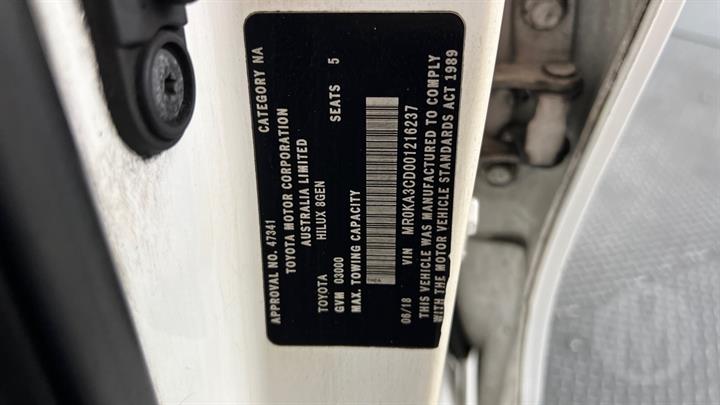 APPROVAL NO. 47341 CATEGORY NA
TOYOTA MOTOR CORPORATION
AUSTRALIA LIMITED
TOYOTA HILUX 8GEN
GVM 03000 SEATS 5
MAX. TOWING CAPACITY
06/18 VIN MR0KA3CD001216237
THIS VEHICLE WAS MANUFACTURED TO COMPLY
WITH THE MOTOR VEHICLE STANDARDS ACT 1989